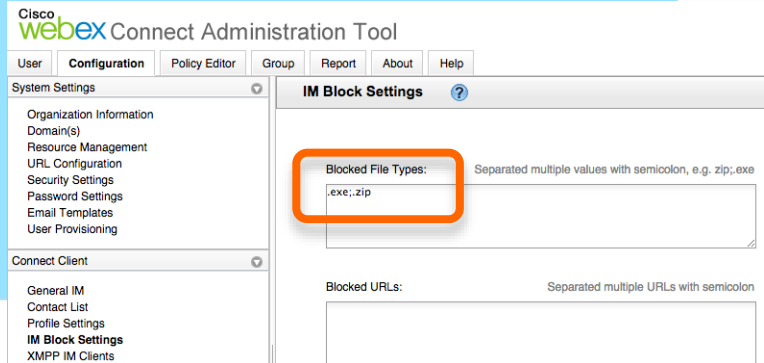 Cisco
webex Connect Administration Tool
User Configuration Policy Editor Group Report About Help
System Settings
Organization Information
Domain(s)
Resource Management
URL Configuration
Security Settings
Password Settings
Email Templates
User Provisioning
Connect Client
General IM
Contact List
Profile Settings
IM Block Settings
XMPP IM Clients
IM Block Settings ?
Blocked File Types: Separated multiple values with semicolon, e.g. zip;.exe
.exe;.zip
Blocked URLs: Separated multiple URLs with semicolon